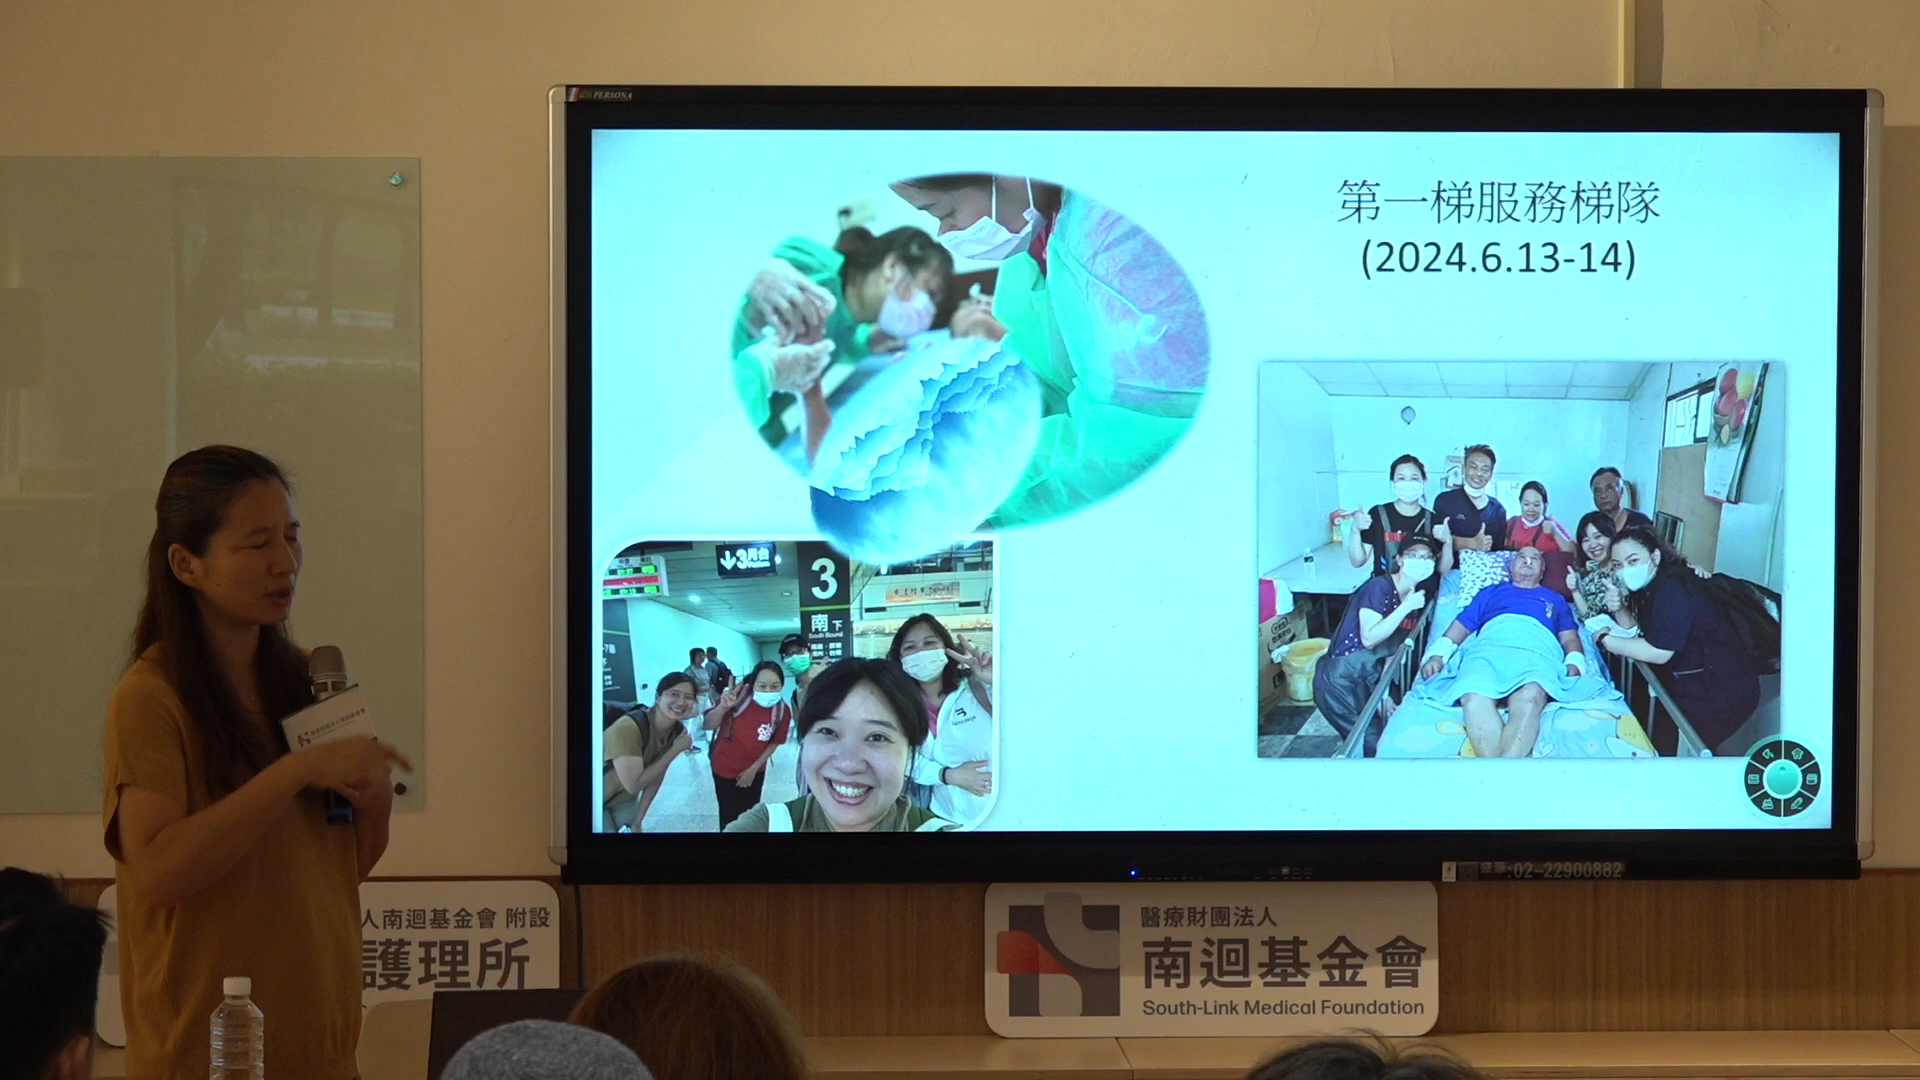 PERSONA
第一梯服務梯隊
(2024.6.13-14)
3月台
3
南下
South Bound
:02-22900882
人南迴基金會 附設
護理所
醫療財團法人
南迴基金會
South-Link Medical Foundation